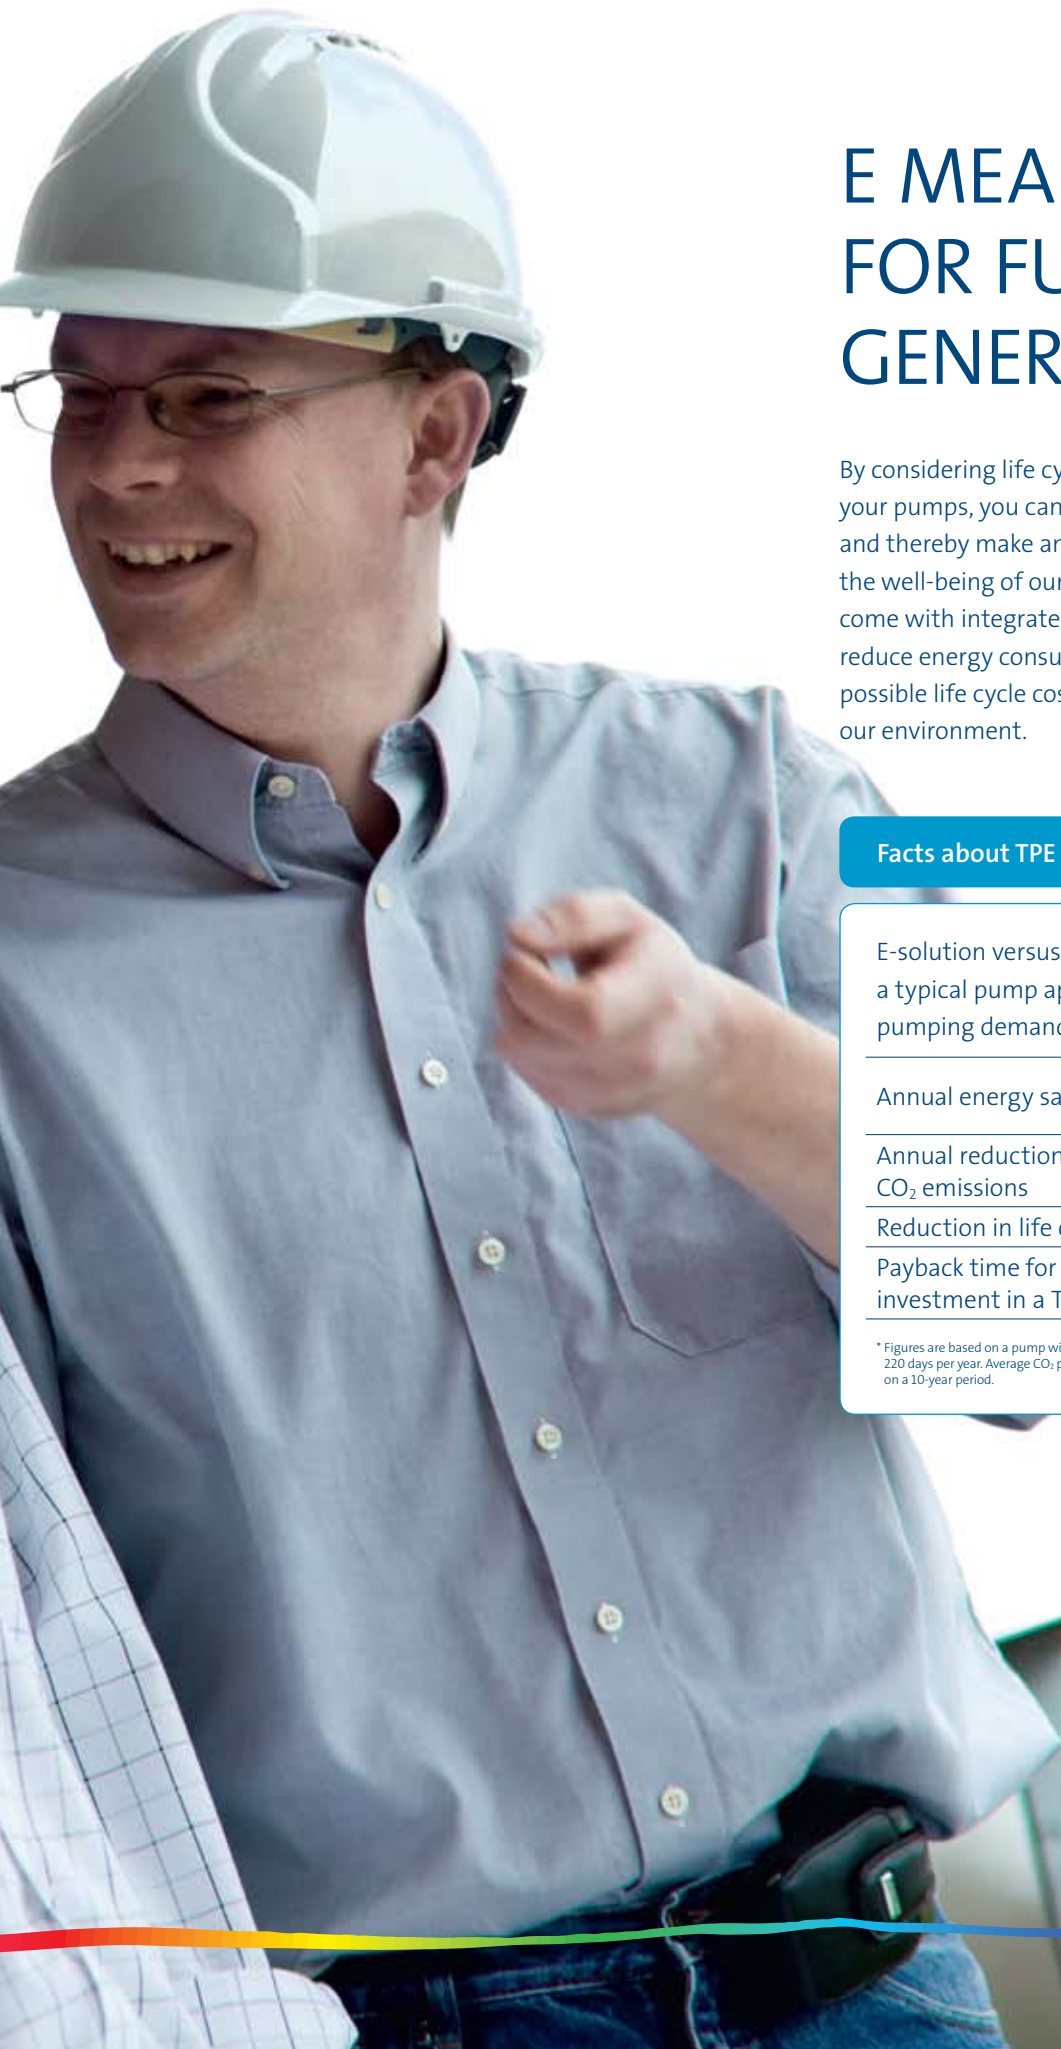 E MEA
FOR FU
GENER
By considering life cy
your pumps, you can
and thereby make an
the well-being of our
come with integrate
reduce energy consu
possible life cycle cos
our environment.
Facts about TPE
E-solution versus
a typical pump ap
pumping demand
Annual energy sa
Annual reduction
CO₂ emissions
Reduction in life
Payback time for
investment in a T
* Figures are based on a pump wi
220 days per year. Average CO₂ p
on a 10-year period.